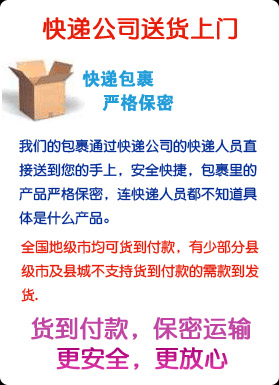 快递公司送货上门
快递包裹
严格保密
我们的包裹通过快递公司的快递人员直
接送到您的手上，安全快捷，包裹里的
产品严格保密，连快递人员都不知道具
体是什么产品。
全国地级市均可货到付款，有少部分县
级市及县城不支持货到付款的需款到发
货.
货到付款，保密运输
更安全，更放心